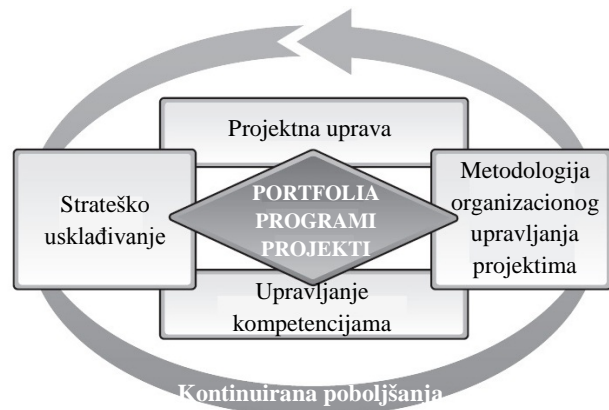 Projektna uprava
Strateško
usklađivanje
PORTFOLIA
PROGRAMI
PROJEKTI
Metodologija
organizacionog
upravljanja
projektima
Upravljanje
kompetencijama
Kontinuirana poboljšanja